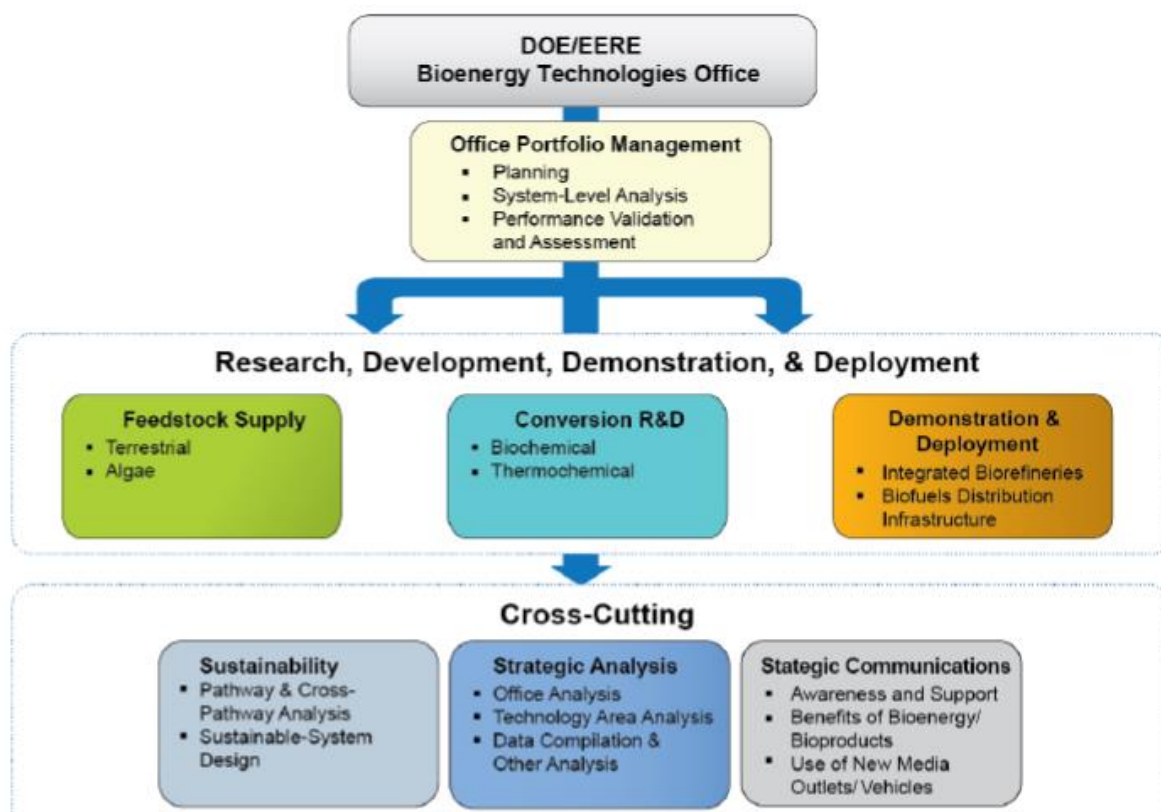 DOE/EERE
Bioenergy Technologies Office
Office Portfolio Management
▪ Planning
▪ System-Level Analysis
▪ Performance Validation
and Assessment
Research, Development, Demonstration, & Deployment
Feedstock Supply
▪ Terrestrial
▪ Algae
Conversion R&D
▪ Biochemical
▪ Thermochemical
Demonstration &
Deployment
▪ Integrated Biorefineries
▪ Biofuels Distribution
Infrastructure
Cross-Cutting
Sustainability
▪ Pathway & Cross-
Pathway Analysis
▪ Sustainable-System
Design
Strategic Analysis
▪ Office Analysis
▪ Technology Area Analysis
▪ Data Compilation &
Other Analysis
Stategic Communications
▪ Awareness and Support
▪ Benefits of Bioenergy/
Bioproducts
▪ Use of New Media
Outlets/ Vehicles